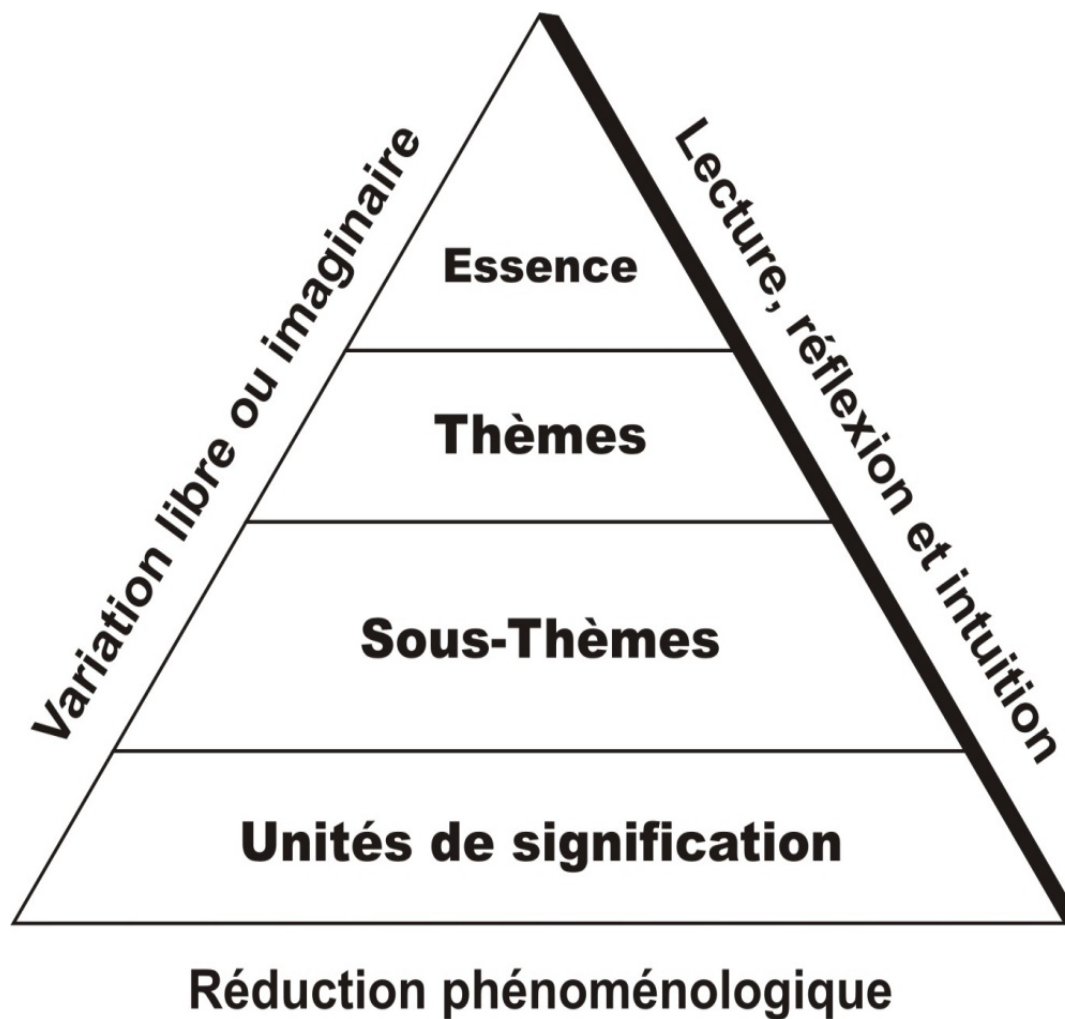 Variation libre ou imaginaire
Lecture, réflexion et intuition
Essence
Thèmes
Sous-Thèmes
Unités de signification
Réduction phénoménologique